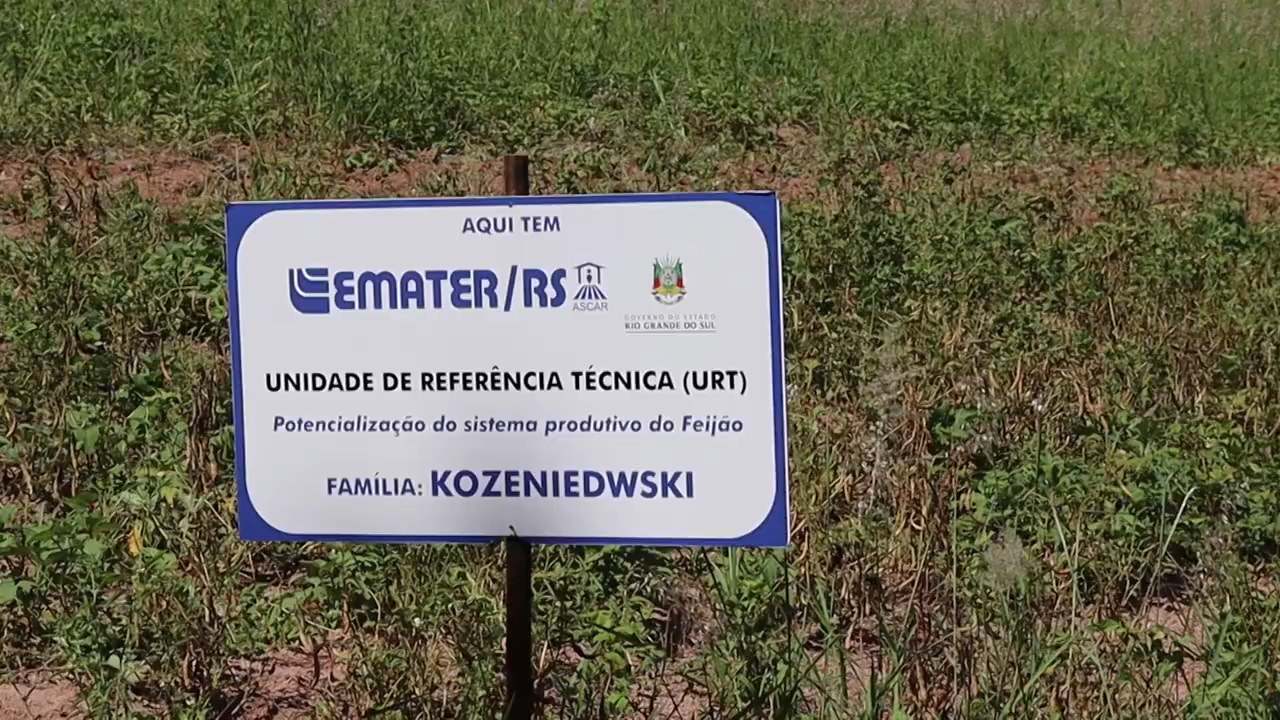 AQUI TEM
EMATER/RS
ASCAR
GOVERNO DO ESTADO
RIO GRANDE DO SUL
UNIDADE DE REFERÊNCIA TÉCNICA (URT)
Potencialização do sistema produtivo do Feijão
FAMÍLIA: KOZENIEDWSKI